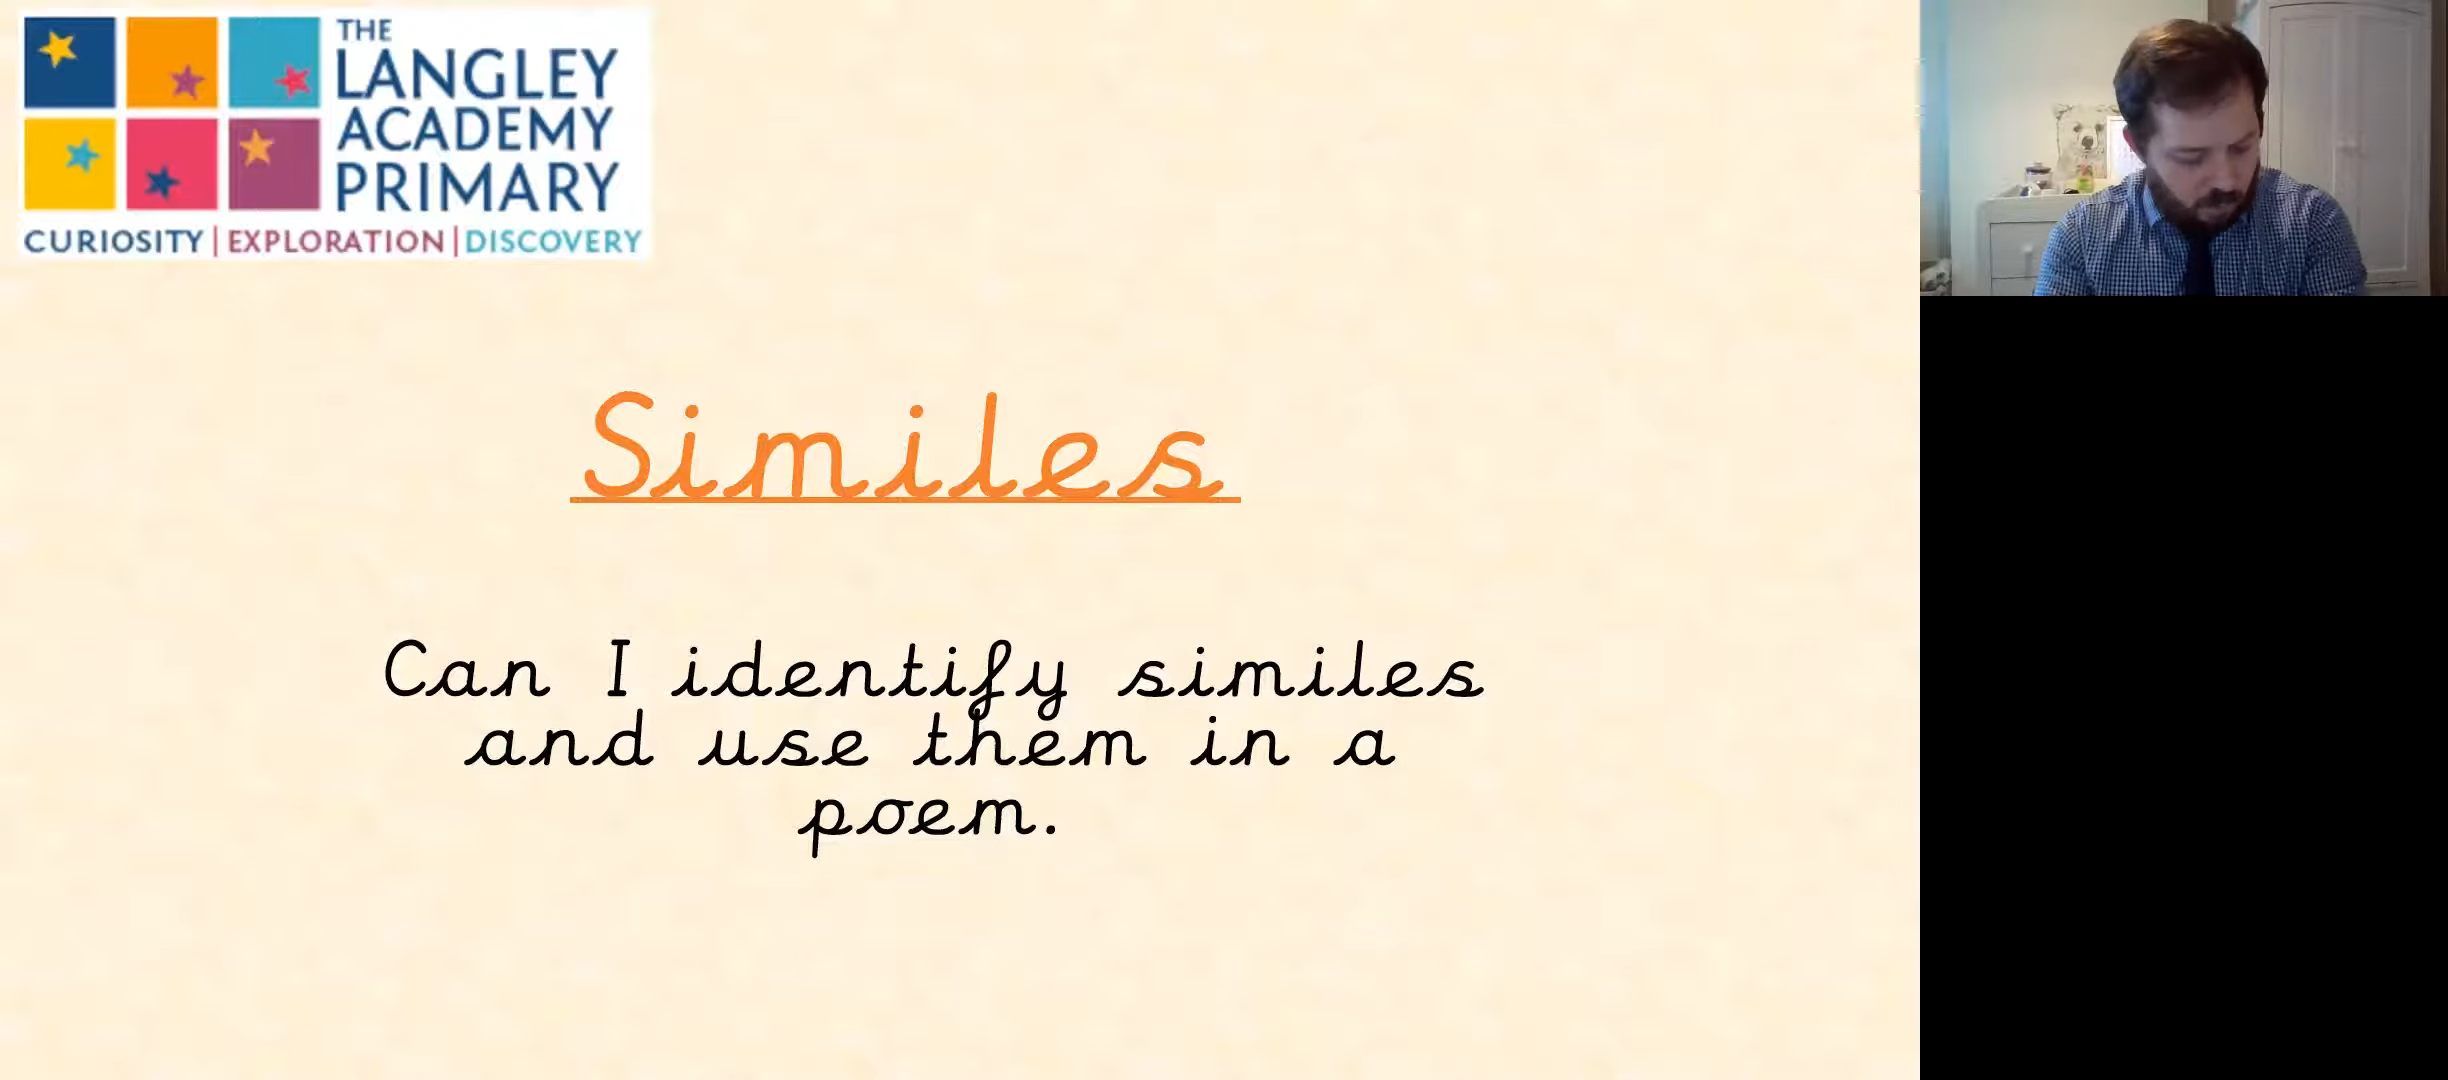 THE
LANGLEY
ACADEMY
PRIMARY
CURIOSITY | EXPLORATION | DISCOVERY
Similes
Can I identify similes
and use them in a
poem.